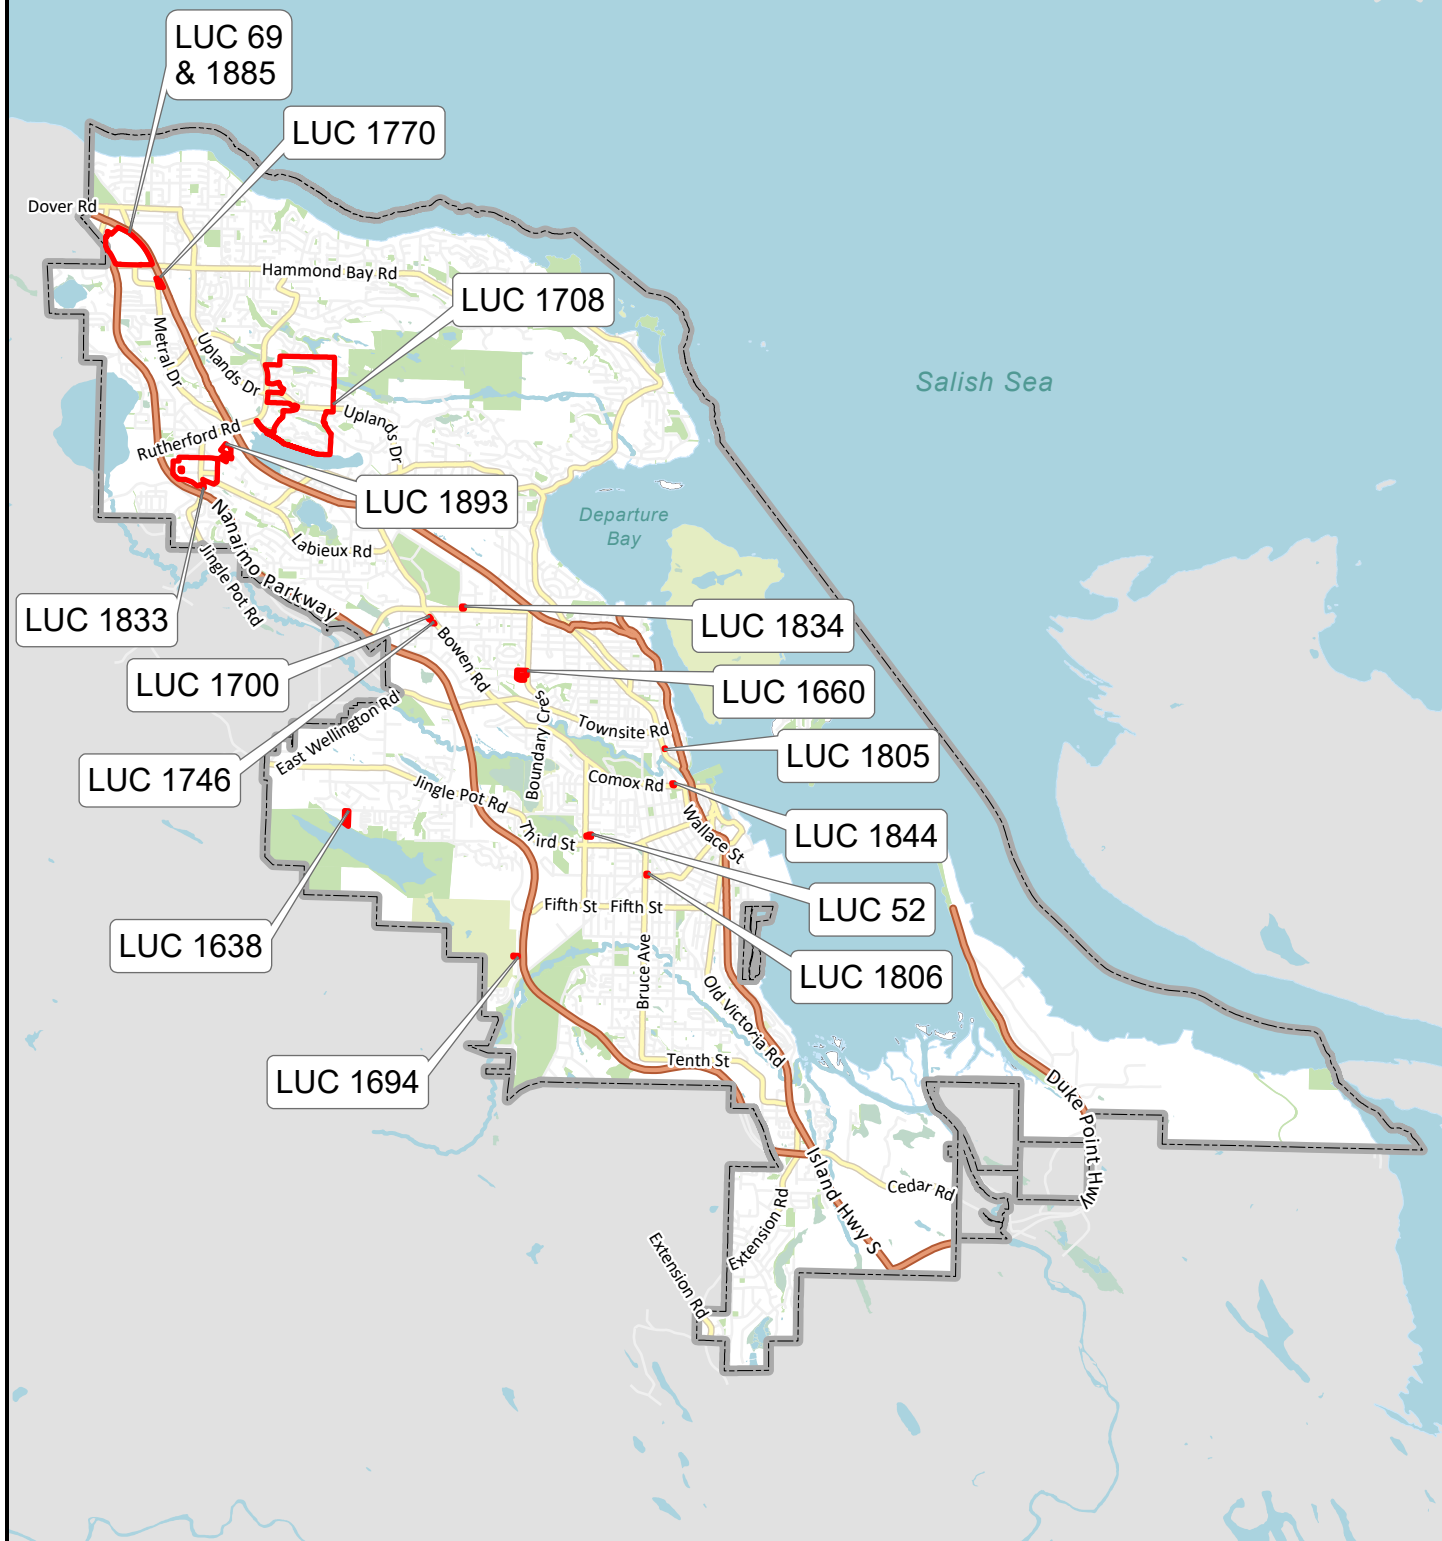 LUC 69
& 1885
LUC 1770
Dover Rd
Hammond Bay Rd
LUC 1708
Metral Dr
Uplands Dr
Salish Sea
Uplands Dr
Rutherford Rd
LUC 1893
Departure
Bay
Nanaimo Parkway
Labieux Rd
Jingle Pot Rd
LUC 1833
LUC 1834
Bowen Rd
LUC 1700
LUC 1660
East Wellington Rd
Boundary Cres
Townsite Rd
LUC 1805
LUC 1746
Jingle Pot Rd
Comox Rd
Wallace St
LUC 1844
Third St
LUC 52
Fifth St
Fifth St
LUC 1638
LUC 1806
Bruce Ave
Old Victoria Rd
Tenth St
LUC 1694
Duke Point Hwy
Island Hwy S
Cedar Rd
Extension Rd
Extension Rd